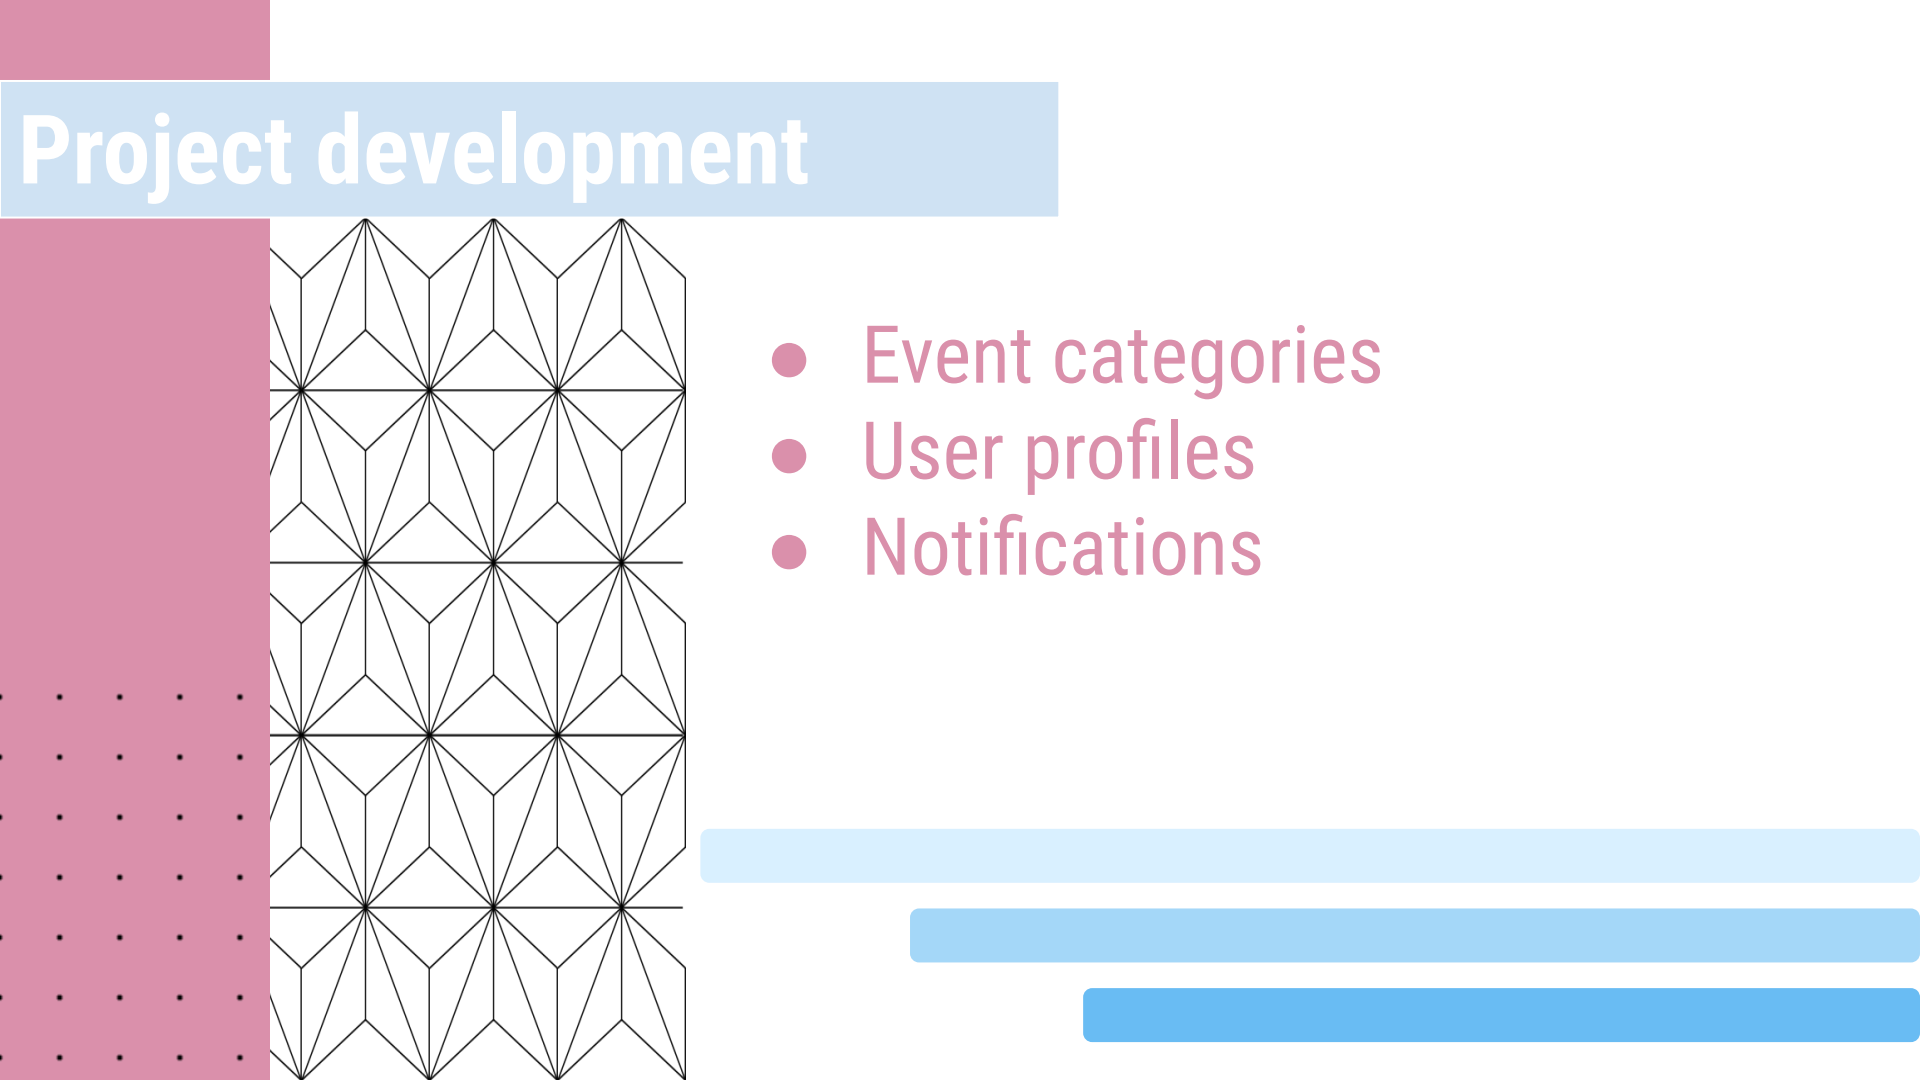 Project development
● Event categories
● User profiles
● Notifications